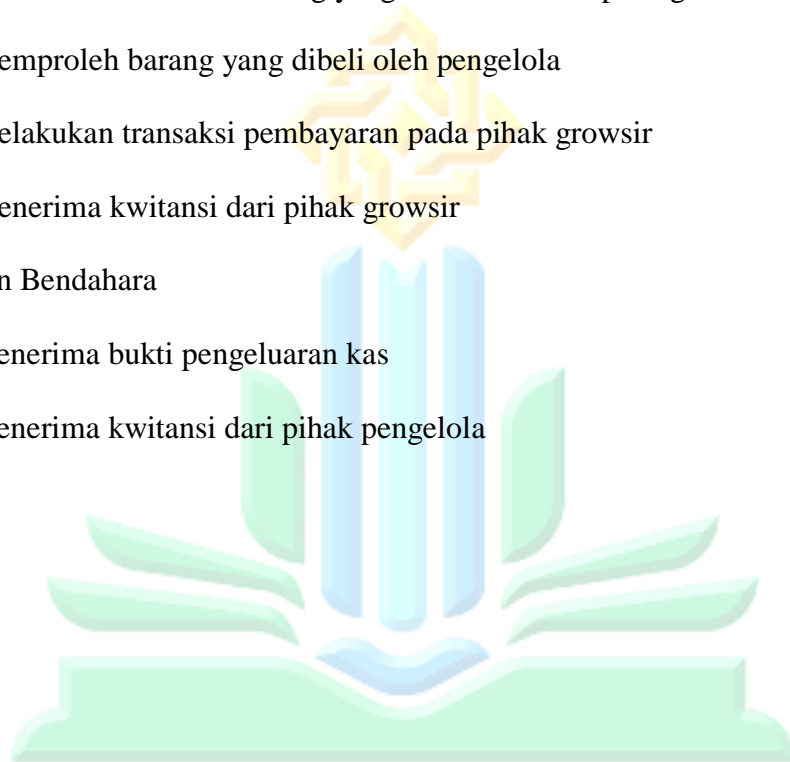 emproleh barang yang dibeli oleh pengelola
elakukan transaksi pembayaran pada pihak growsir
enerima kwitansi dari pihak growsir
n Bendahara
enerima bukti pengeluaran kas
enerima kwitansi dari pihak pengelola